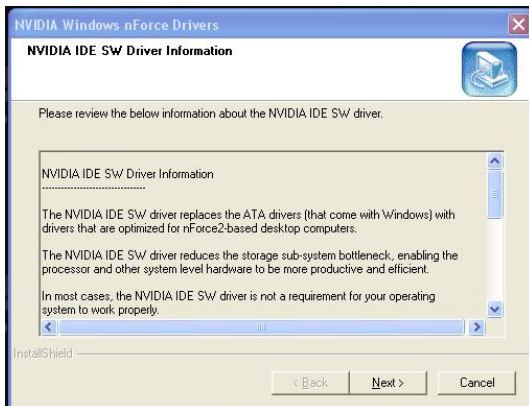 NVIDIA Windows nForce Drivers
NVIDIA IDE SW Driver Information
Please review the below information about the NVIDIA IDE SW driver.
NVIDIA IDE SW Driver Information
--------------------------------
The NVIDIA IDE SW driver replaces the ATA drivers (that come with Windows) with
drivers that are optimized for nForce2-based desktop computers.
The NVIDIA IDE SW driver reduces the storage sub-system bottleneck, enabling the
processor and other system level hardware to be more productive and efficient.
In most cases, the NVIDIA IDE SW driver is not a requirement for your operating
system to work properly.
InstallShield
< Back
Next >
Cancel